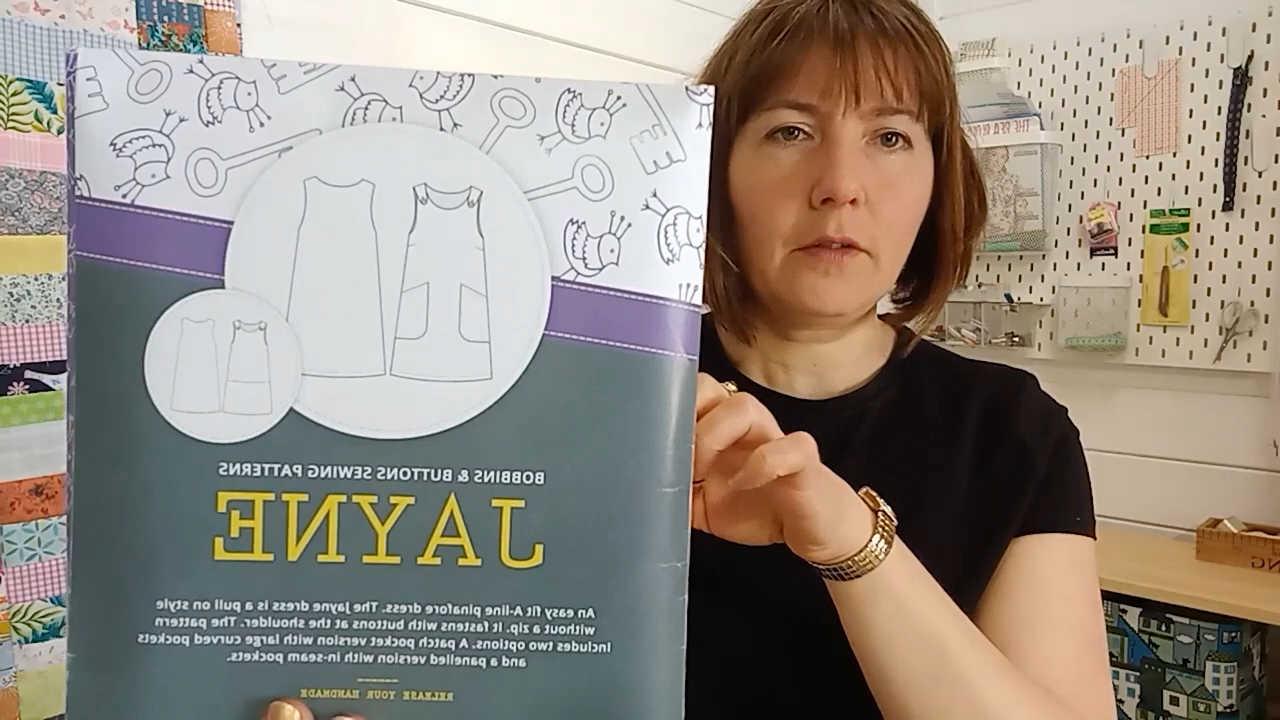 BOBBINS & BUTTONS SEWING PATTERNS
JAYNE
An easy fit A-line pinafore dress. The Jayne dress is a pull on style
without a zip. It fastens with buttons at the shoulder. The pattern
includes two options. A patch pocket version with large curved pockets
and a panelled version with in-seam pockets.
RELEASE YOUR HANDMADE